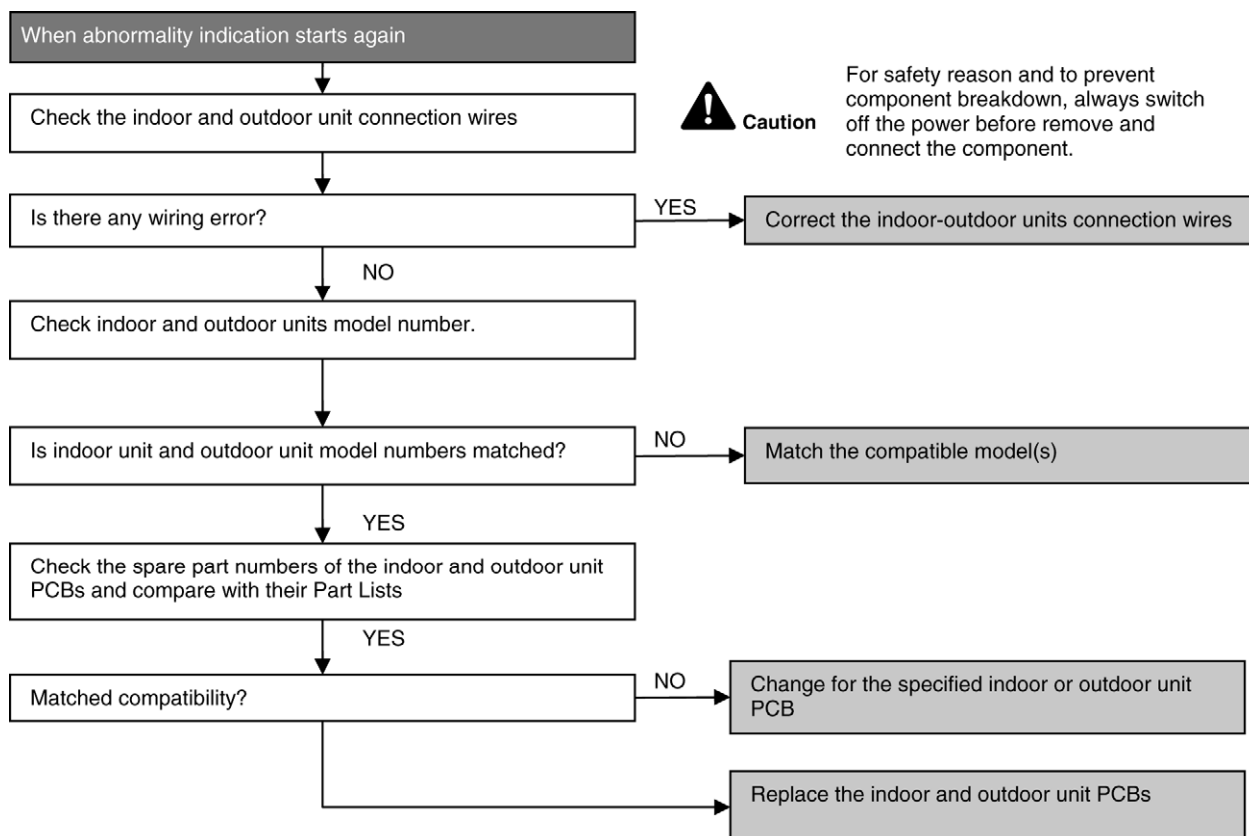 When abnormality indication starts again
Check the indoor and outdoor unit connection wires
Caution
For safety reason and to prevent
component breakdown, always switch
off the power before remove and
connect the component.
Is there any wiring error?
YES
Correct the indoor-outdoor units connection wires
NO
Check indoor and outdoor units model number.
Is indoor unit and outdoor unit model numbers matched?
NO
Match the compatible model(s)
YES
Check the spare part numbers of the indoor and outdoor unit
PCBs and compare with their Part Lists
YES
Matched compatibility?
NO
Change for the specified indoor or outdoor unit
PCB
Replace the indoor and outdoor unit PCBs